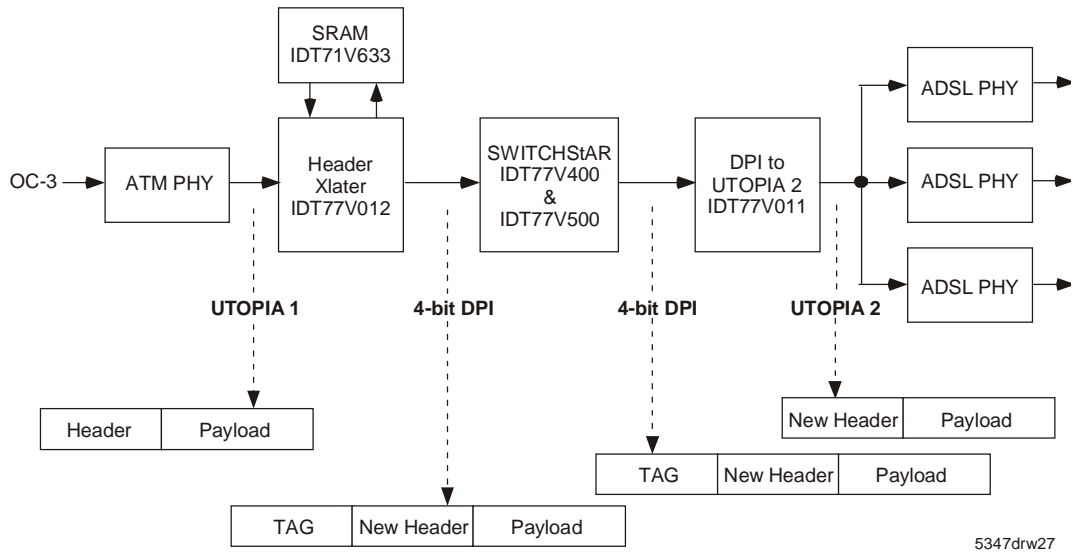 SRAM
IDT71V633
OC-3
ATM PHY
Header
Xlater
IDT77V012
SWITCHStAR
IDT77V400
&
IDT77V500
DPI to
UTOPIA 2
IDT77V011
ADSL PHY
ADSL PHY
ADSL PHY
UTOPIA 1
4-bit DPI
4-bit DPI
UTOPIA 2
Header
Payload
TAG
New Header
Payload
TAG
New Header
Payload
New Header
Payload
5347drw27